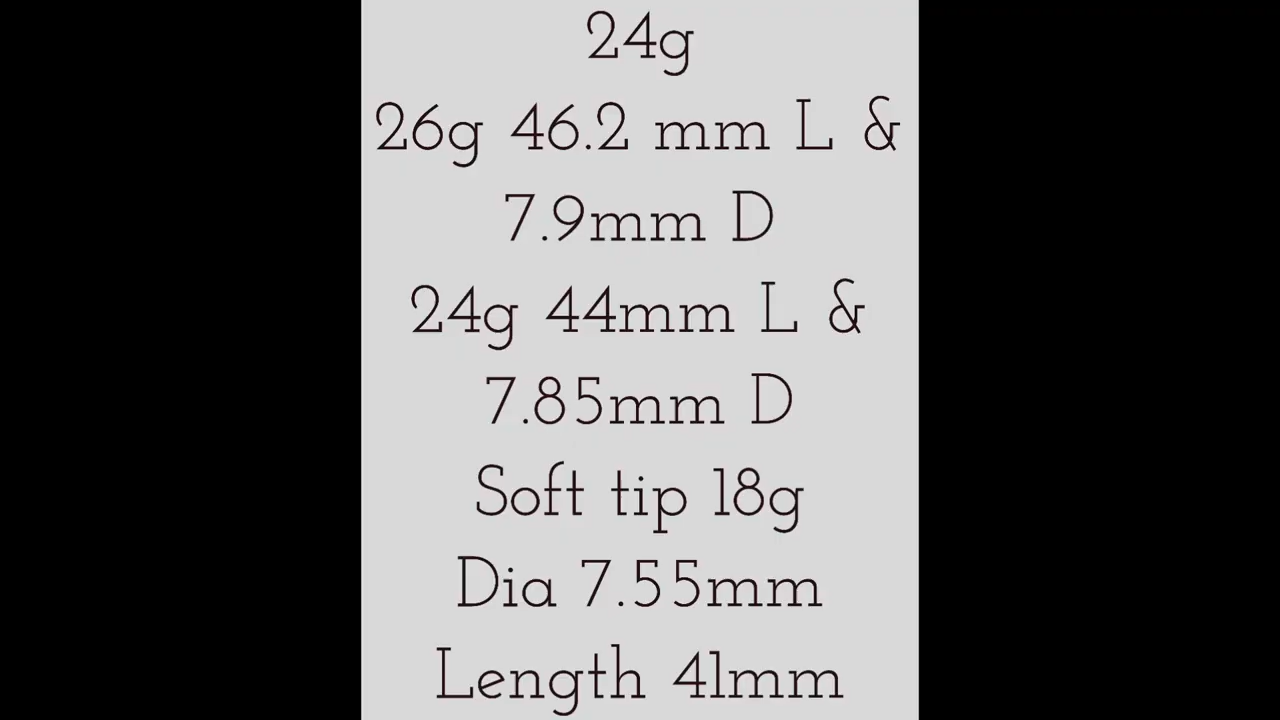 24g
26g 46.2 mm L &
7.9mm D
24g 44mm L &
7.85mm D
Soft tip 18g
Dia 7.55mm
Length 41mm